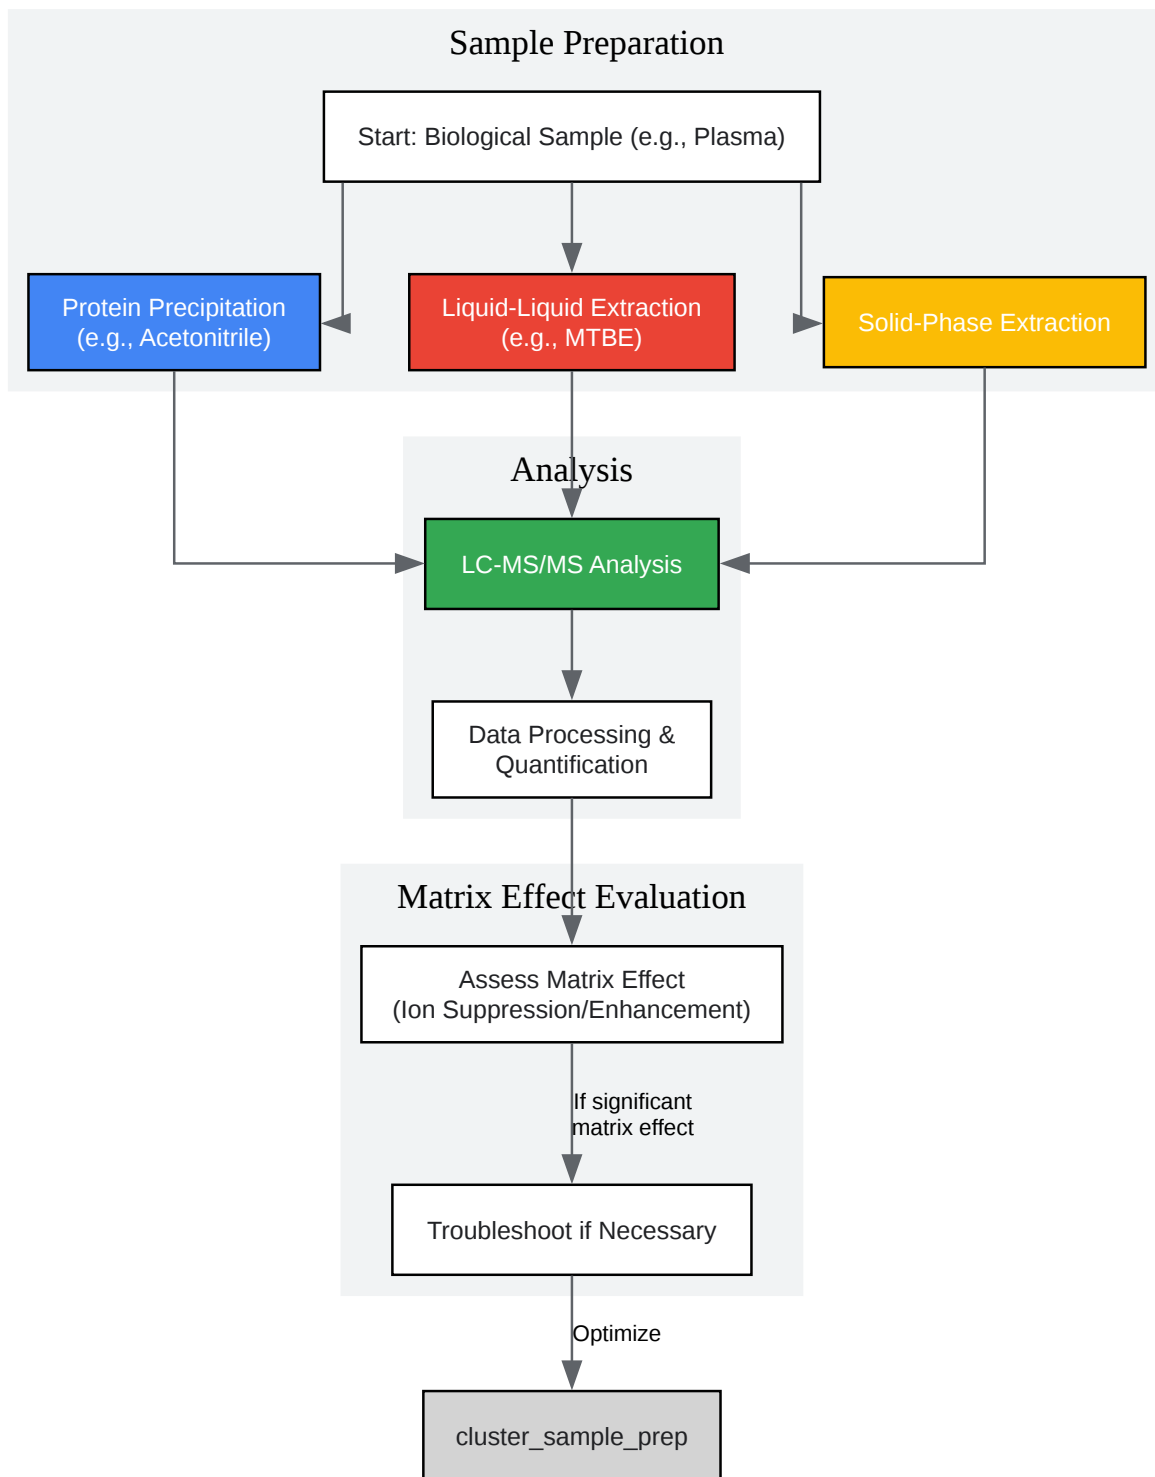 Sample Preparation
Start: Biological Sample (e.g., Plasma)
Protein Precipitation
(e.g., Acetonitrile)
Liquid-Liquid Extraction
(e.g., MTBE)
Solid-Phase Extraction
Analysis
LC-MS/MS Analysis
Data Processing &
Quantification
Matrix Effect Evaluation
Assess Matrix Effect
(Ion Suppression/Enhancement)
If significant
matrix effect
Troubleshoot if Necessary
Optimize
cluster_sample_prep